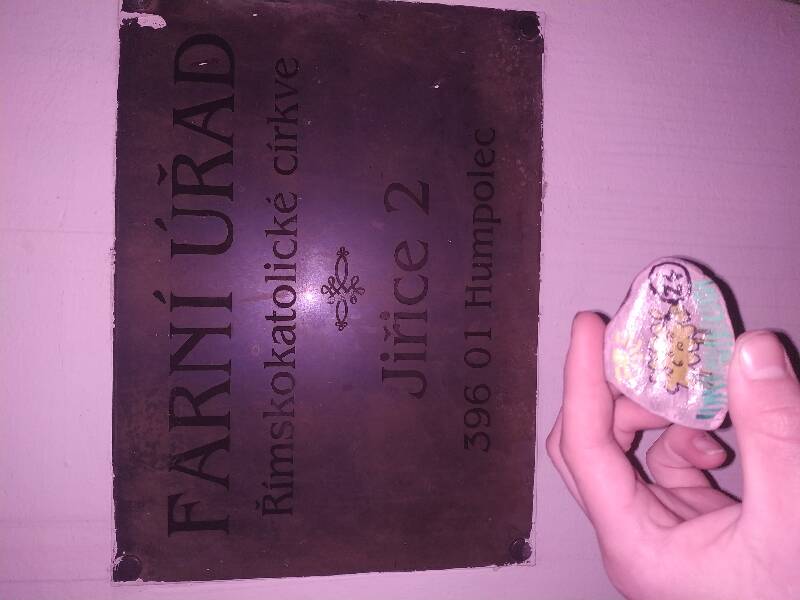 FARNÍ ÚŘAD
Římskokatolické církve
Jiřice 2
396 01 Humpolec